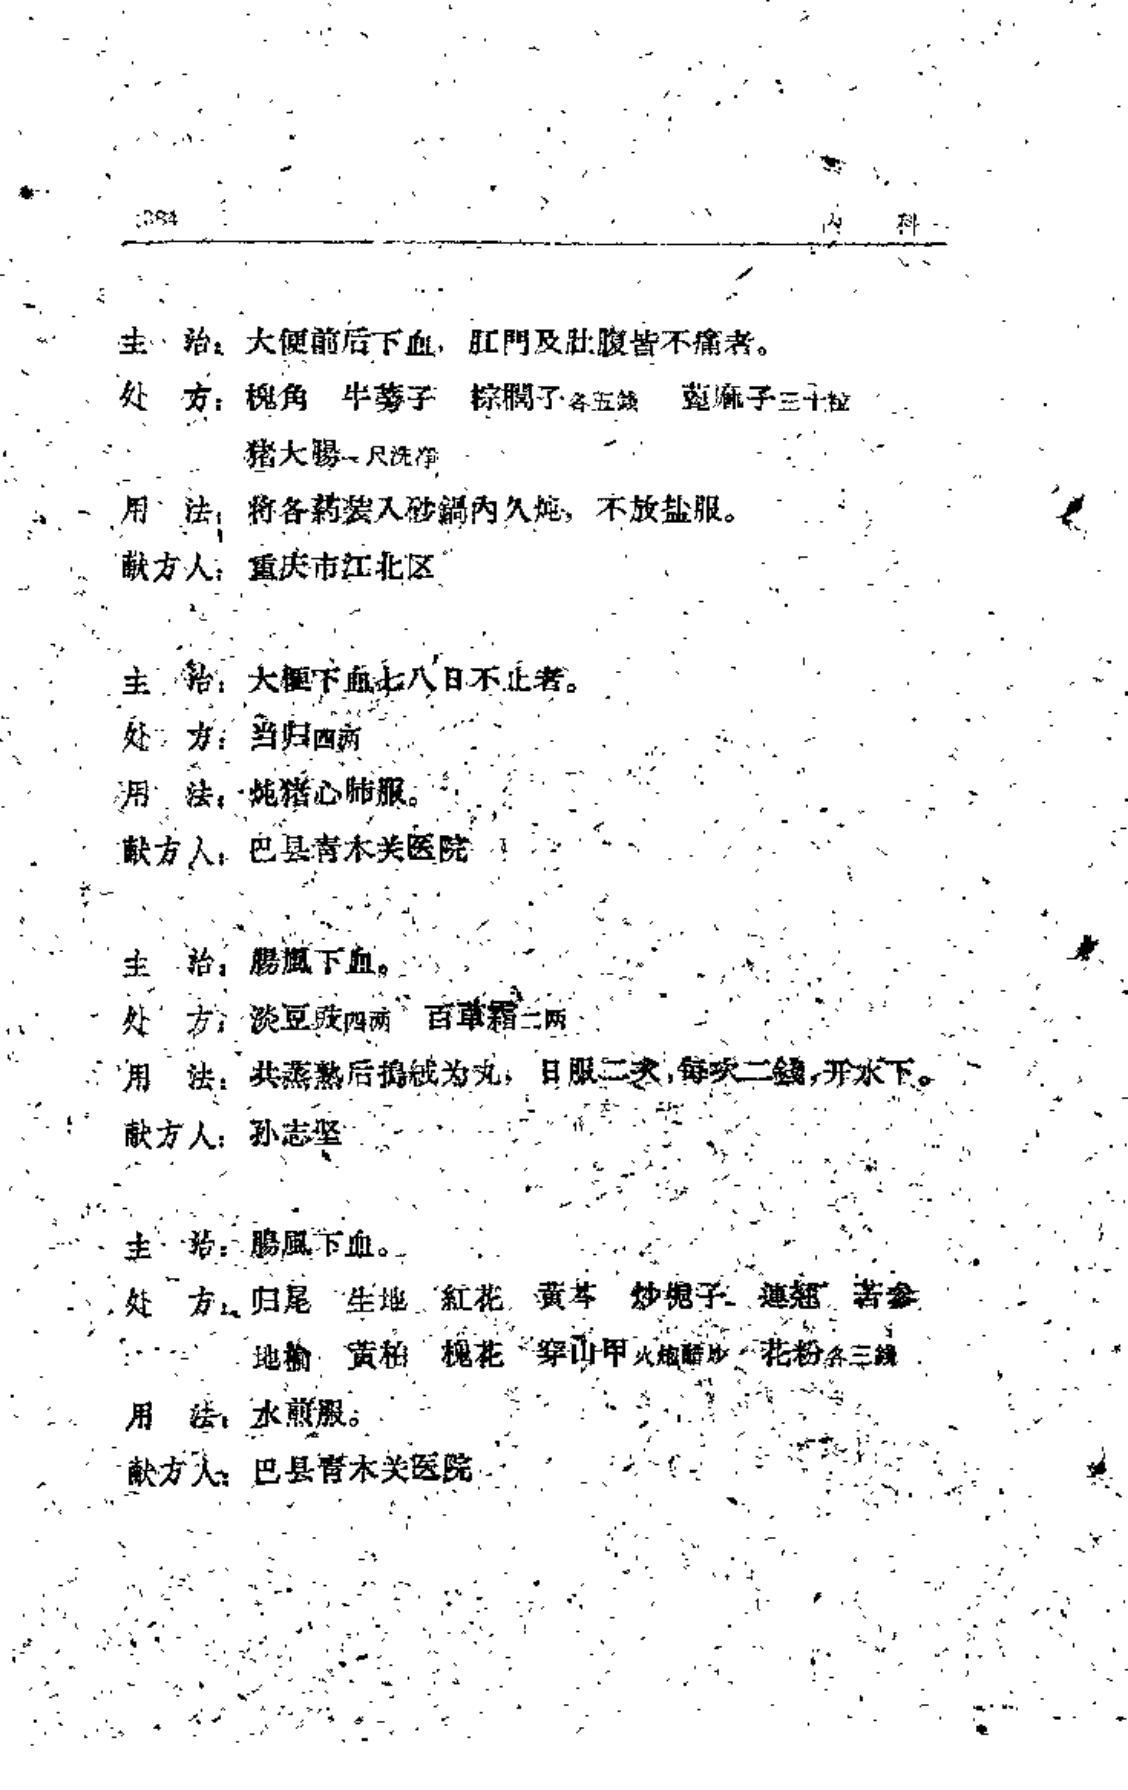 384 内 科
主 治：大便前后下血，肛門及肚腹皆不痛者。
处 方：槐角 牛蒡子 棕櫚子各五錢 蓖麻子三十粒
猪大腸一尺洗净
用 法：将各药装入砂鍋內久炖，不放盐服。
献方人：重庆市江北区
主 治：大便下血七八日不止者。
处 方：当归四两
用 法：炖猪心肺服。
献方人：巴县青木关医院
主 治：腸風下血。
处 方：淡豆豉四两 百草霜二两
用 法：共蒸熟后搗絨为丸，日服二次，每次二錢，开水下。
献方人：孙志坚
主 治：腸風下血。
处 方：归尾 生地 紅花 黃芩 炒梔子 連翘 苦参
地榆 黃柏 槐花 穿山甲火炮醋炒 花粉各三錢
用 法：水煎服。
献方人：巴县青木关医院